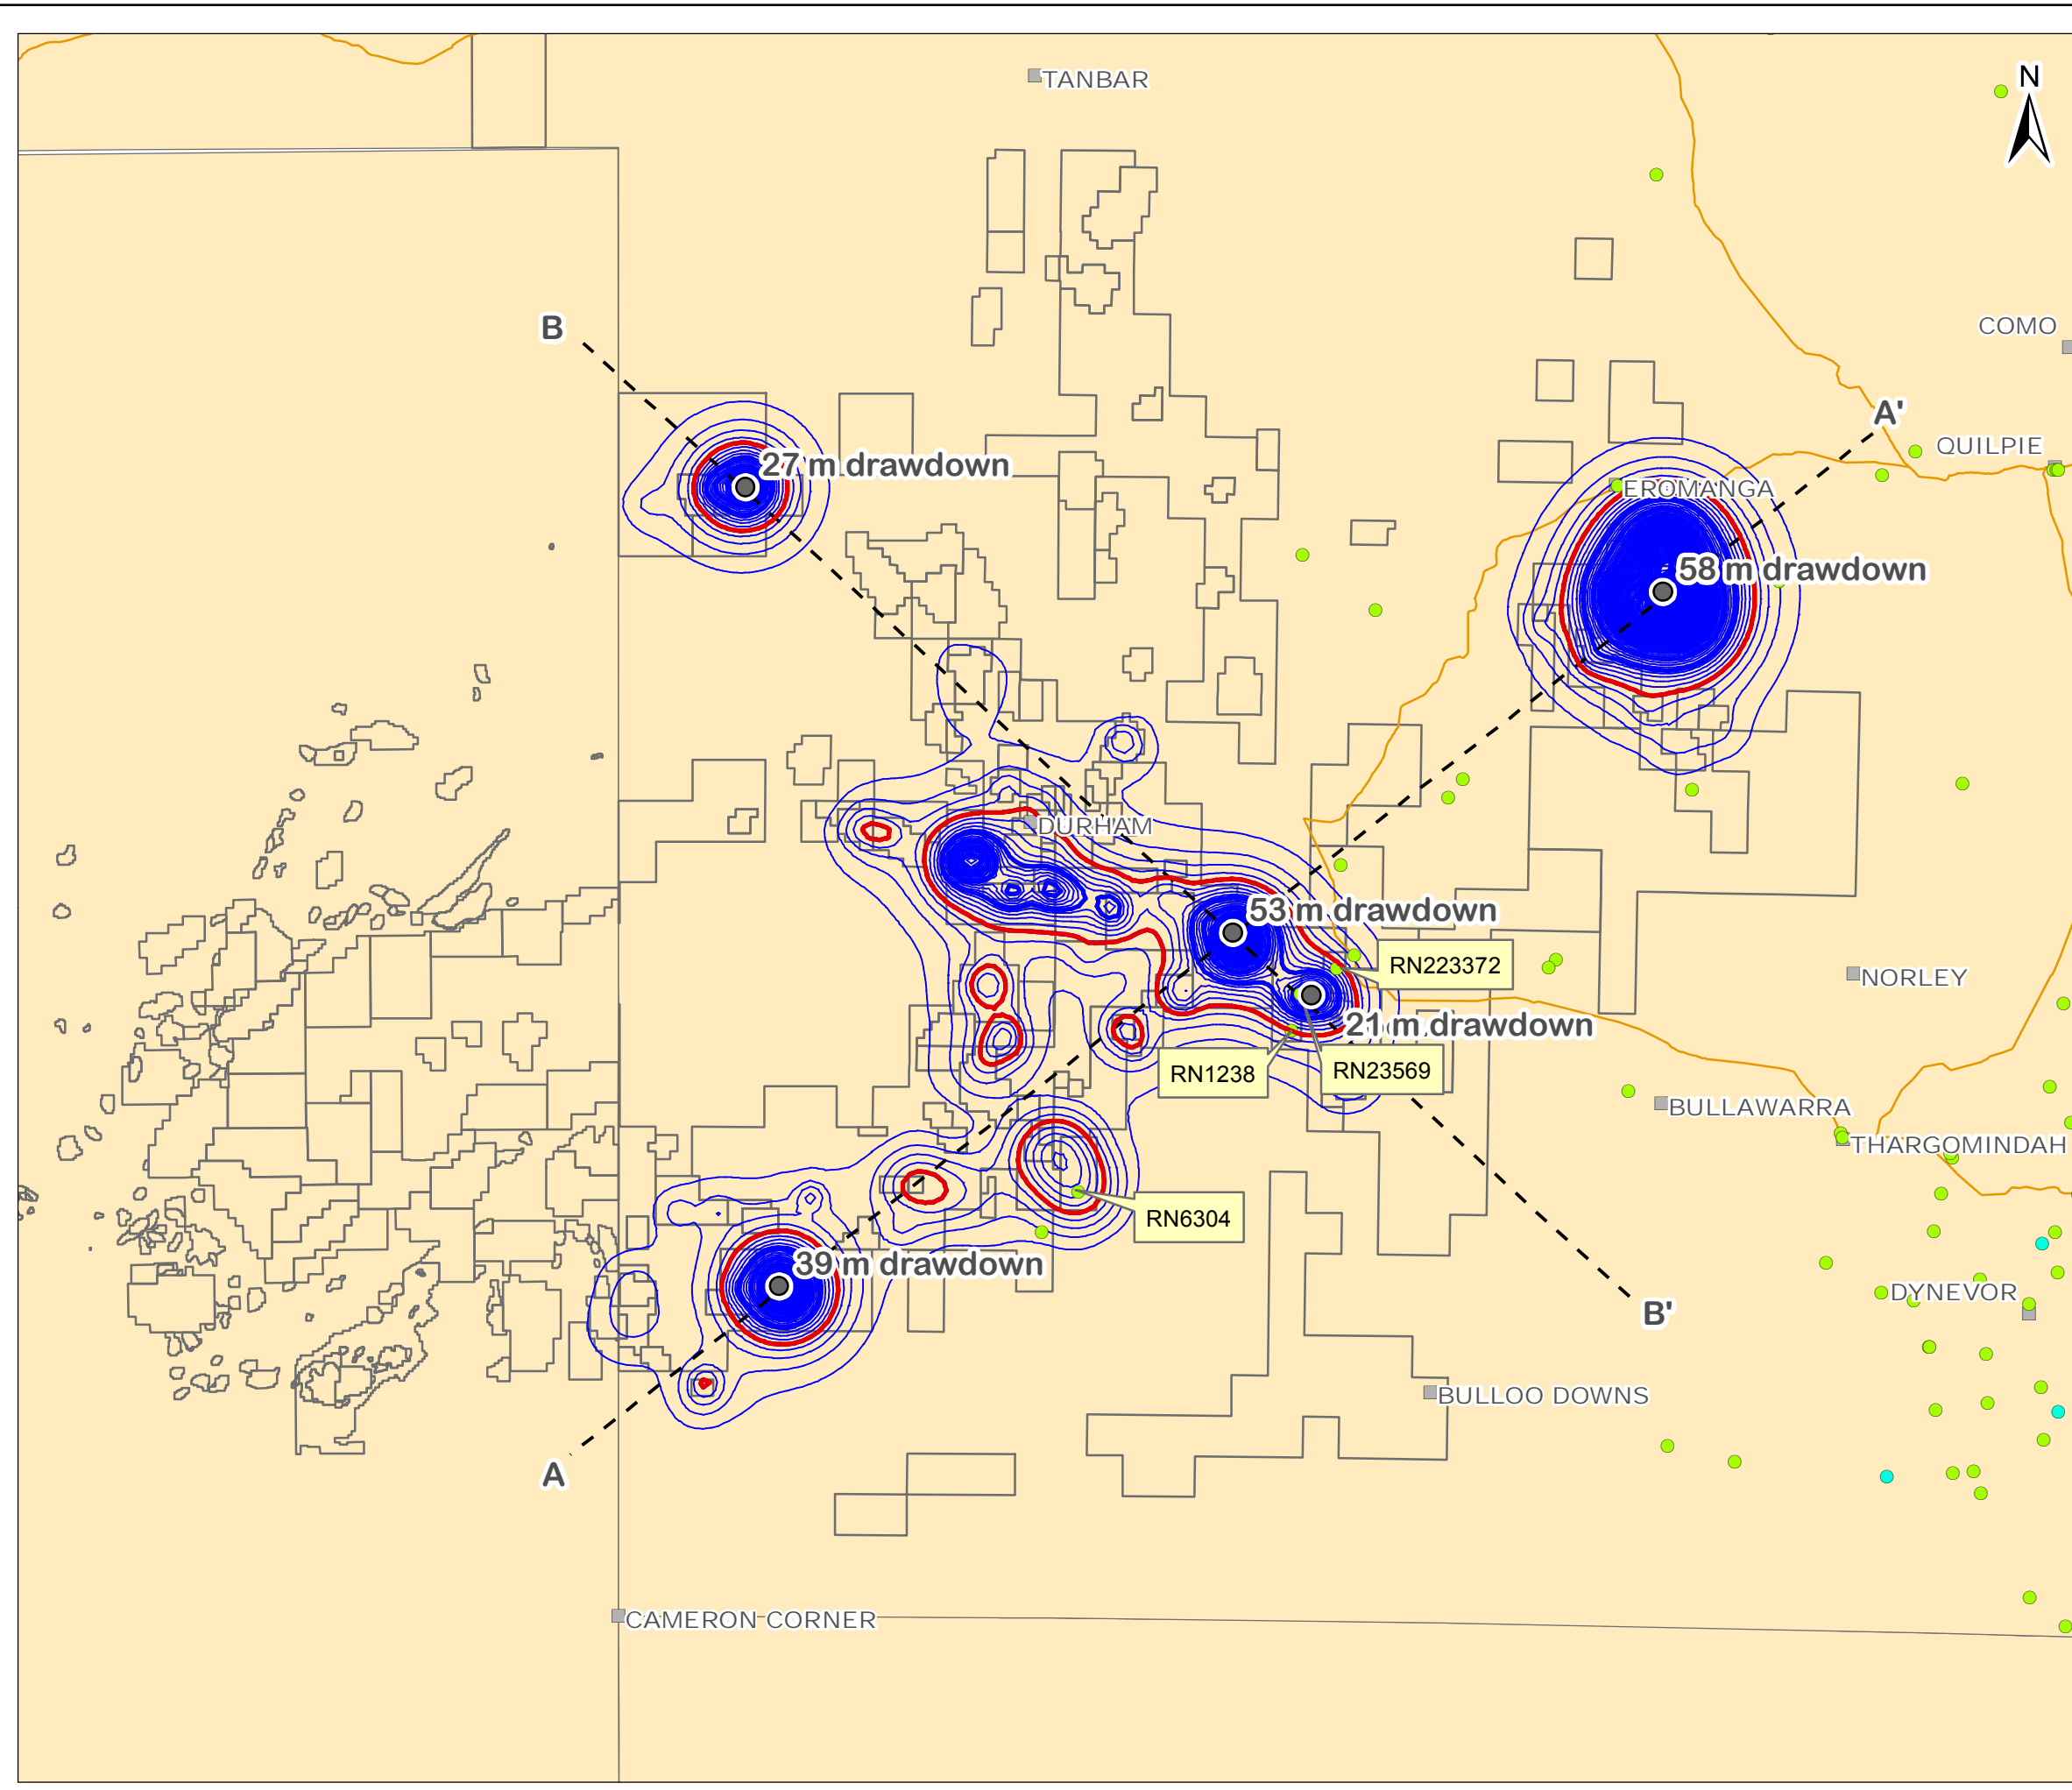 N
TANBAR
COMO
B
A'
QUILPIE
27 m drawdown
EROMANGA
58 m drawdown
DURHAM
53 m drawdown
RN223372
NORLEY
21 m drawdown
RN1238
RN23569
BULLAWARRA
THARGOMINDAH
RN6304
39 m drawdown
DYNEVOR
B'
BULLOO DOWNS
A
CAMERON CORNER